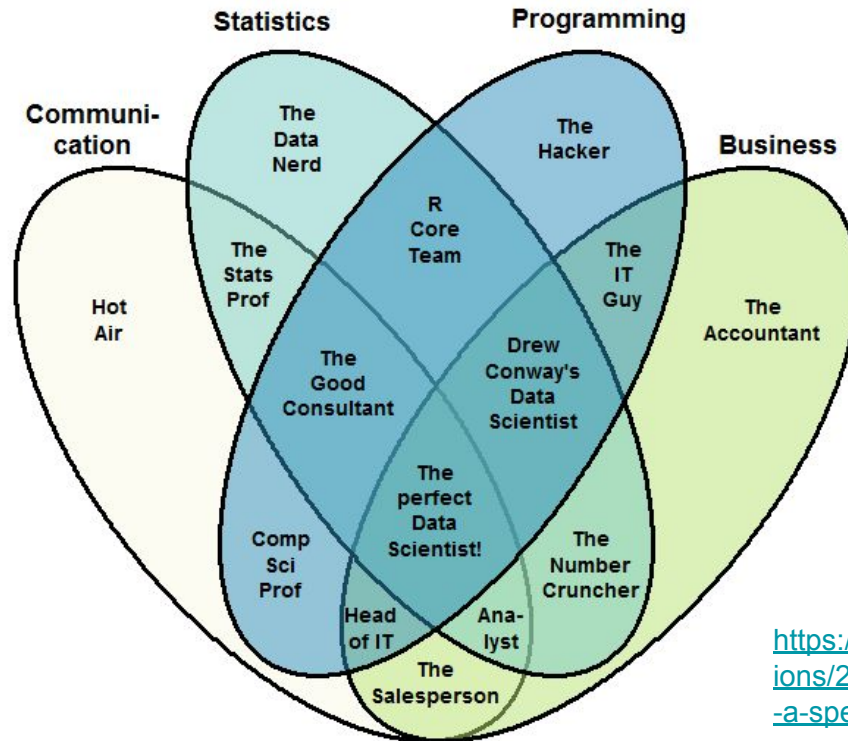 Statistics
Programming
Communi-
cation
Business
The
Data
Nerd
The
Hacker
R
Core
Team
The
Stats
Prof
The
IT
Guy
Hot
Air
The
Accountant
The
Good
Consultant
Drew
Conway's
Data
Scientist
The
perfect
Data
Scientist!
Comp
Sci
Prof
The
Number
Cruncher
Head
of IT
Ana-
lyst
The
Salesperson
https:/
ions/2
-a-spe